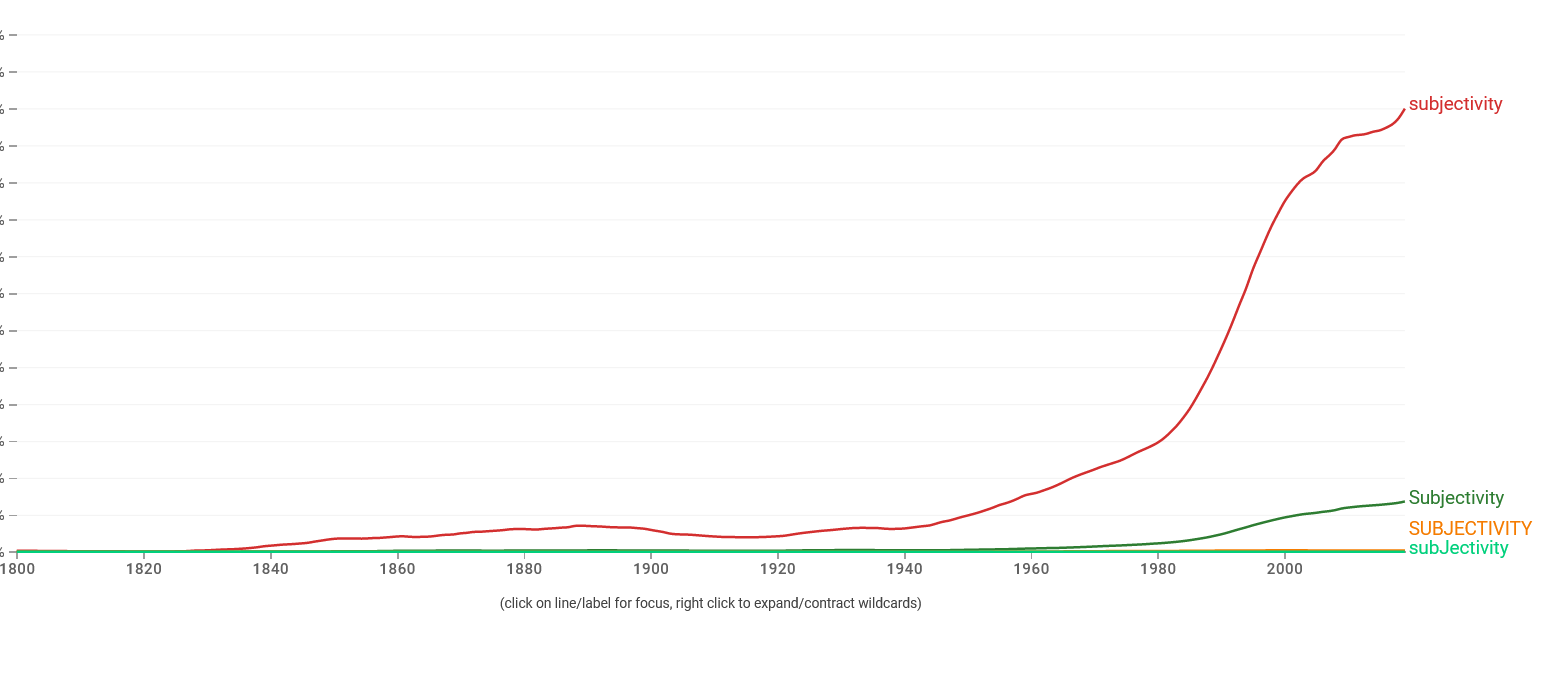 %
%
%
subjectivity
%
%
%
%
%
%
%
%
%
%
Subjectivity
%
SUBJECTIVITY
subJectivity
%
1800 1820 1840 1860 1880 1900 1920 1940 1960 1980 2000
(click on line/label for focus, right click to expand/contract wildcards)